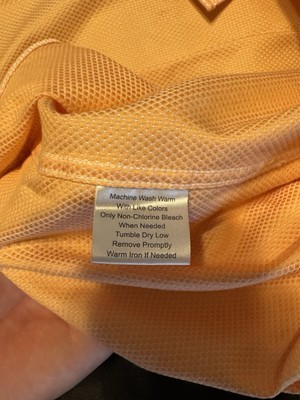 Machine Wash Warm
With Like Colors
Only Non-Chlorine Bleach
When Needed
Tumble Dry Low
Remove Promptly
Warm Iron If Needed